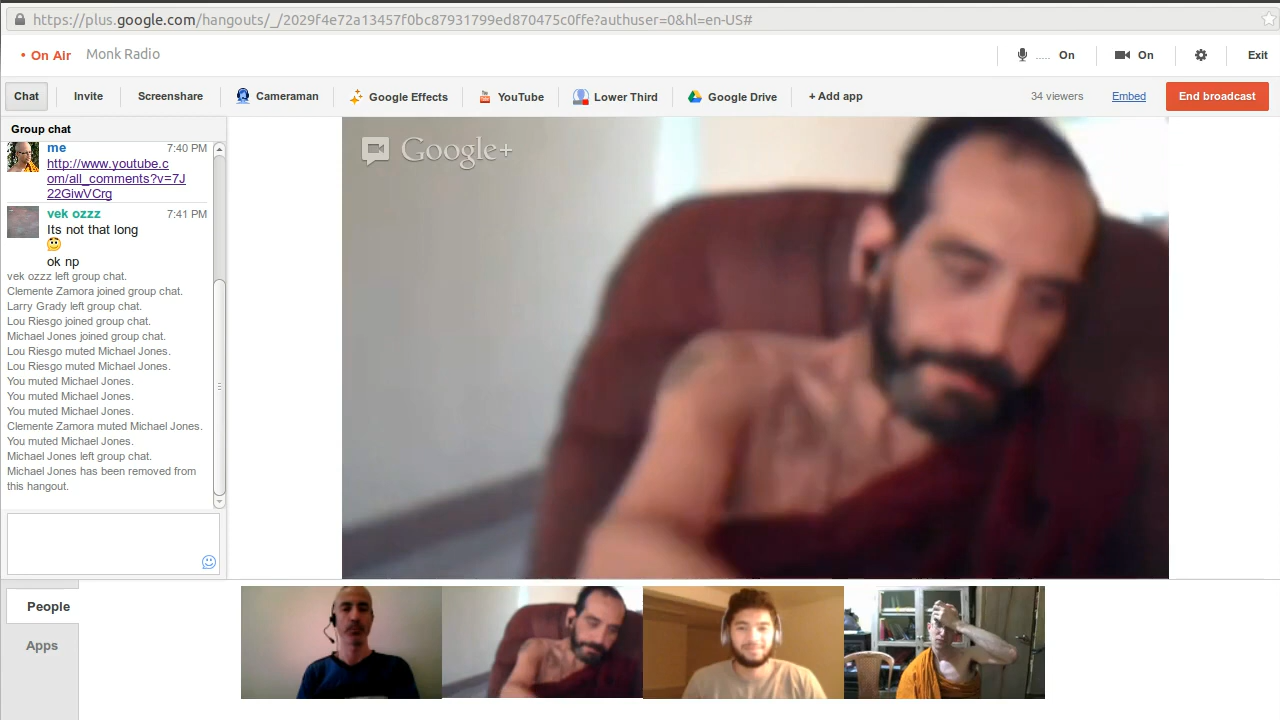 https://plus.google.com/hangouts/_/2029f4e72a13457f0bc87931799ed870475c0ffe?authuser=0&hl=en-US#
• On Air Monk Radio ..... On On Exit
Chat Invite Screenshare Cameraman Google Effects YouTube Lower Third Google Drive + Add app 34 viewers Embed End broadcast
Group chat
me 7:40 PM
http://www.youtube.c
om/all_comments?v=7J
22GiwVCrg
vek ozzz 7:41 PM
Its not that long
ok np
vek ozzz left group chat.
Clemente Zamora joined group chat.
Larry Grady left group chat.
Lou Riesgo joined group chat.
Michael Jones joined group chat.
Lou Riesgo muted Michael Jones.
Lou Riesgo muted Michael Jones.
You muted Michael Jones.
You muted Michael Jones.
You muted Michael Jones.
Clemente Zamora muted Michael Jones.
You muted Michael Jones.
Michael Jones left group chat.
Michael Jones has been removed from
this hangout.
Google+
People
Apps